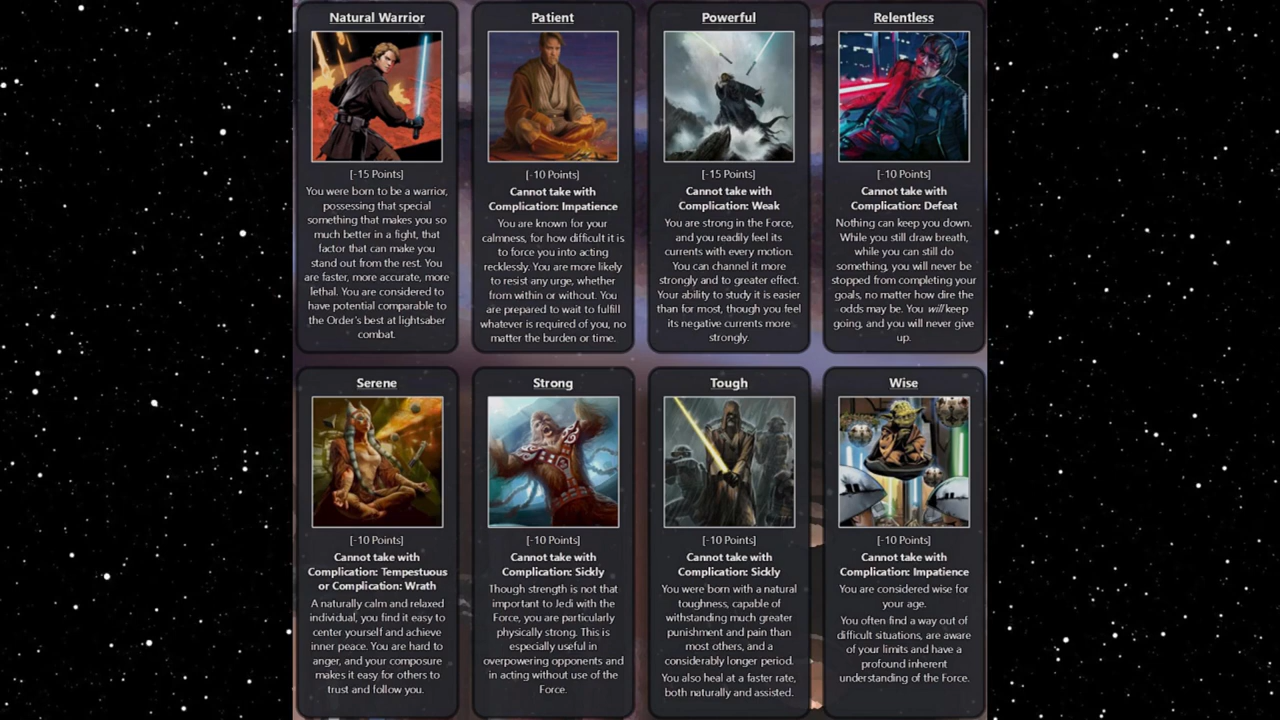 Natural Warrior
[-15 Points]
You were born to be a warrior,
possessing that special
something that makes you so
much better in a fight, that
factor that can make you
stand out from the rest. You
are faster, more accurate, more
lethal. You are considered to
have potential comparable to
the Order's best at lightsaber
combat.
Patient
[-10 Points]
Cannot take with
Complication: Impatience
You are known for your
calmness, for how difficult it is
to force you into acting
recklessly. You are more likely
to resist any urge, whether
from within or without. You
are prepared to wait to fulfill
whatever is required of you, no
matter the burden or time.
Powerful
[-15 Points]
Cannot take with
Complication: Weak
You are strong in the Force,
and you readily feel its
currents with every motion.
You can channel it more
strongly and to greater effect.
Your ability to study it is easier
than for most, though you feel
its negative currents more
strongly.
Relentless
[-10 Points]
Cannot take with
Complication: Defeat
Nothing can keep you down.
While you still draw breath,
while you can still do
something, you will never be
stopped from completing your
goals, no matter how dire the
odds may be. You will keep
going, and you will never give
up.
Serene
[-10 Points]
Cannot take with
Complication: Tempestuous
or Complication: Wrath
A naturally calm and relaxed
individual, you find it easy to
center yourself and achieve
inner peace. You are hard to
anger, and your composure
makes it easy for others to
trust and follow you.
Strong
[-10 Points]
Cannot take with
Complication: Sickly
Though strength is not that
important to Jedi with the
Force, you are particularly
physically strong. This is
especially useful in
overpowering opponents and
in acting without use of the
Force.
Tough
[-10 Points]
Cannot take with
Complication: Sickly
You were born with a natural
toughness, capable of
withstanding much greater
punishment and pain than
most others, and a
considerably longer period.
You also heal at a faster rate,
both naturally and assisted.
Wise
[-10 Points]
Cannot take with
Complication: Impatience
You are considered wise for
your age.
You often find a way out of
difficult situations, are aware
of your limits and have a
profound inherent
understanding of the Force.